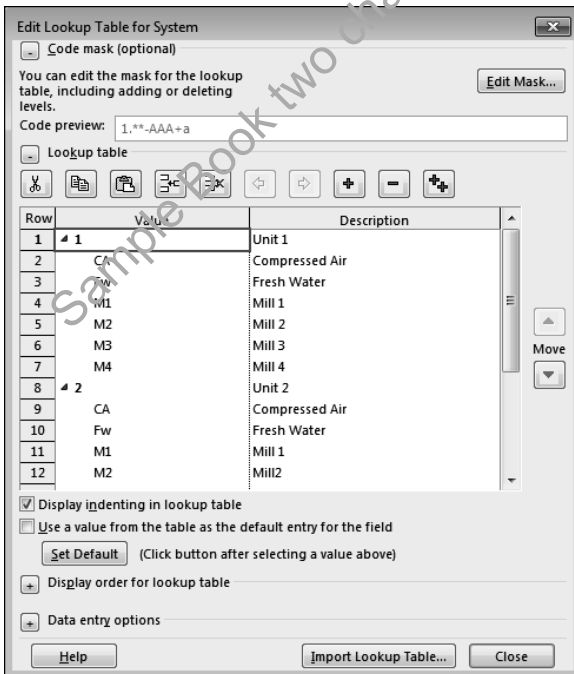 Edit Lookup Table for System
- Code mask (optional)
You can edit the mask for the lookup
table, including adding or deleting
levels.
Edit Mask...
Code preview: 1.**-AAA+a
- Lookup table
Row Value Description
1 1 Unit 1
2 CA Compressed Air
3 Fw Fresh Water
4 M1 Mill 1
5 M2 Mill 2
6 M3 Mill 3
7 M4 Mill 4
8 2 Unit 2
9 CA Compressed Air
10 Fw Fresh Water
11 M1 Mill 1
12 M2 Mill2
Move
Display indenting in lookup table
Use a value from the table as the default entry for the field
Set Default (Click button after selecting a value above)
+ Display order for lookup table
+ Data entry options
Help Import Lookup Table... Close
Sample Book two